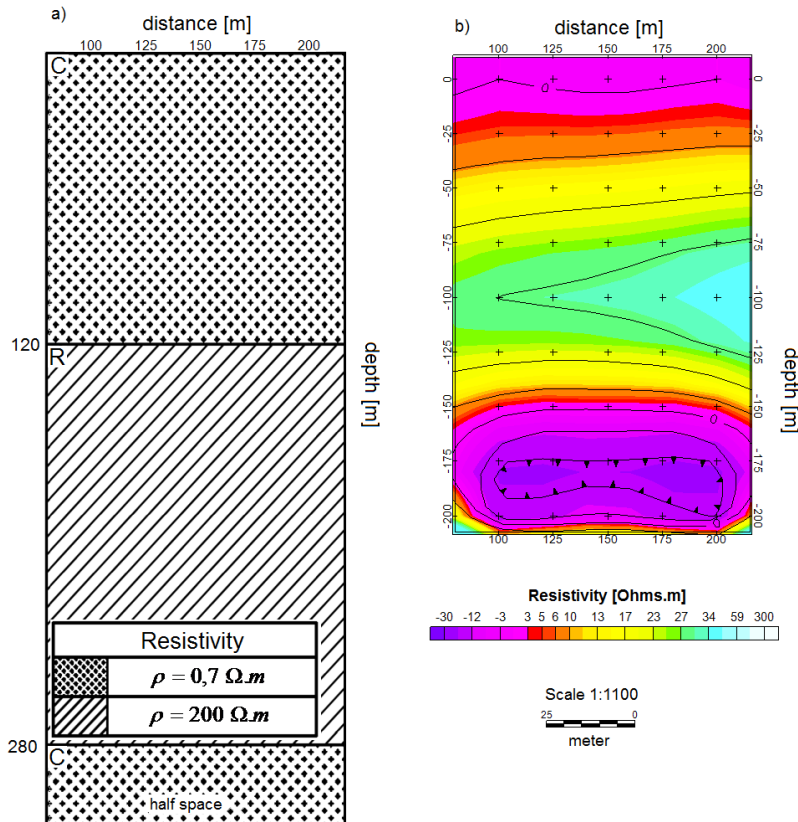 a)
distance [m]
100 125 150 175 200
C
120
R
depth [m]
Resistivity
ρ = 0,7 Ω.m
ρ = 200 Ω.m
280
C
half space
b)
distance [m]
100 125 150 175 200
0 0 0
-25 -25
-50 -50
-75 -75
-100 -100
-125 -125
-150 0 -150
-175 -175
-200 0 -200
100 125 150 175 200
depth [m]
Resistivity [Ohms.m]
-30 -12 -3 3 5 6 10 13 17 23 27 34 59 300
Scale 1:1100
25 0
meter